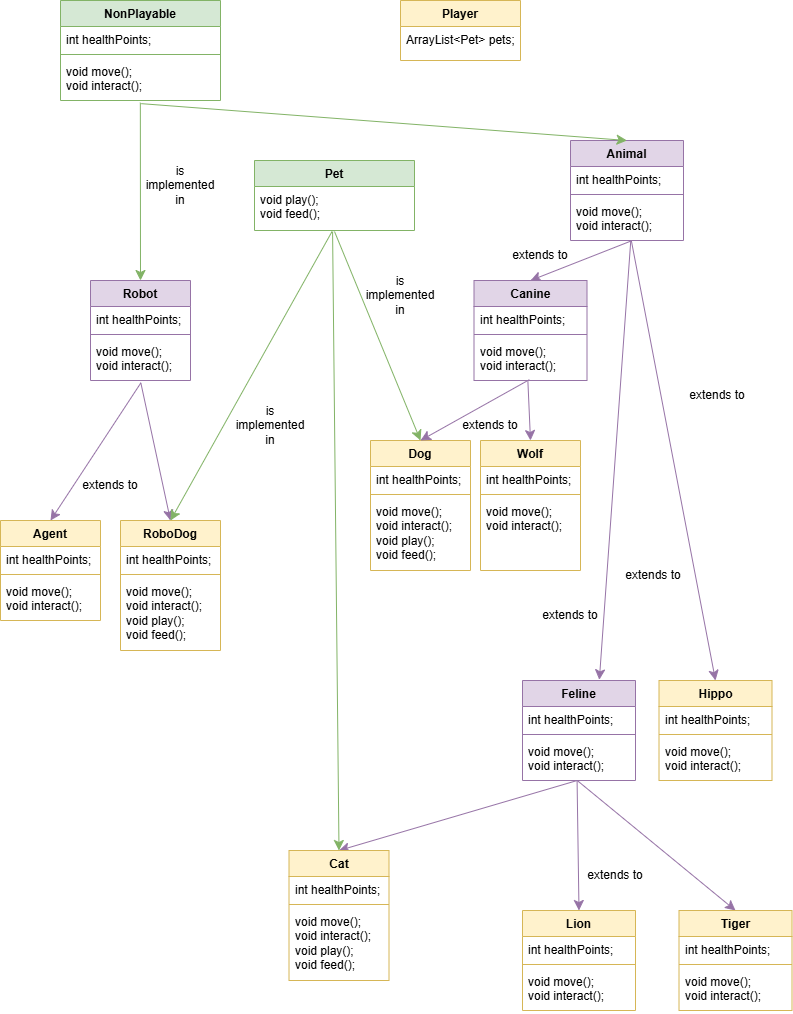 NonPlayable
int healthPoints;
void move();
void interact();
Player
ArrayList<Pet> pets;
is
implemented
in
Pet
void play();
void feed();
Animal
int healthPoints;
void move();
void interact();
extends to
Robot
int healthPoints;
void move();
void interact();
is
implemented
in
Canine
int healthPoints;
void move();
void interact();
extends to
is
implemented
in
extends to
Dog
int healthPoints;
void move();
void interact();
void play();
void feed();
Wolf
int healthPoints;
void move();
void interact();
extends to
Agent
int healthPoints;
void move();
void interact();
RoboDog
int healthPoints;
void move();
void interact();
void play();
void feed();
extends to
extends to
Feline
int healthPoints;
void move();
void interact();
Hippo
int healthPoints;
void move();
void interact();
Cat
int healthPoints;
void move();
void interact();
void play();
void feed();
extends to
Lion
int healthPoints;
void move();
void interact();
Tiger
int healthPoints;
void move();
void interact();